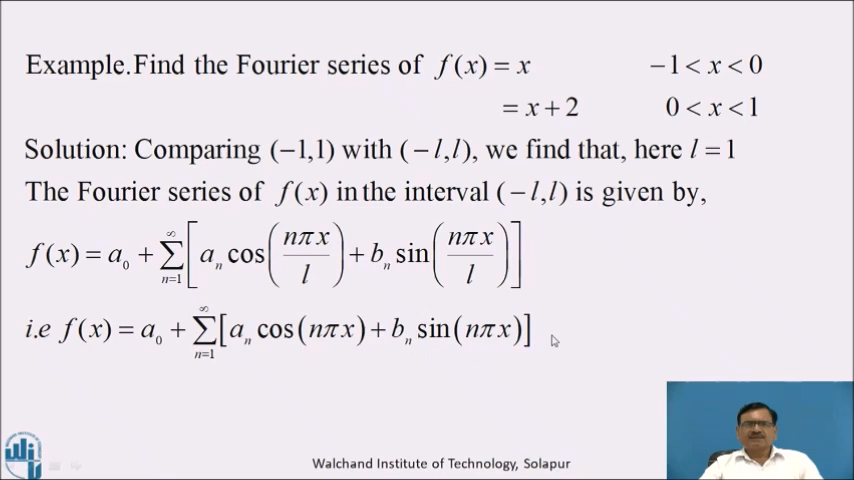 Example.Find the Fourier series of f(x) = x -1 < x < 0
= x + 2 0 < x < 1
Solution: Comparing (-1,1) with (-l,l), we find that, here l = 1
The Fourier series of f(x) in the interval (-l,l) is given by,
f(x) = a₀ + ∑_{n=1}^{∞} [ aₙ cos(nπx/l) + bₙ sin(nπx/l) ]
i.e f(x) = a₀ + ∑_{n=1}^{∞} [aₙ cos(nπx) + bₙ sin(nπx)]
Walchand Institute of Technology, Solapur